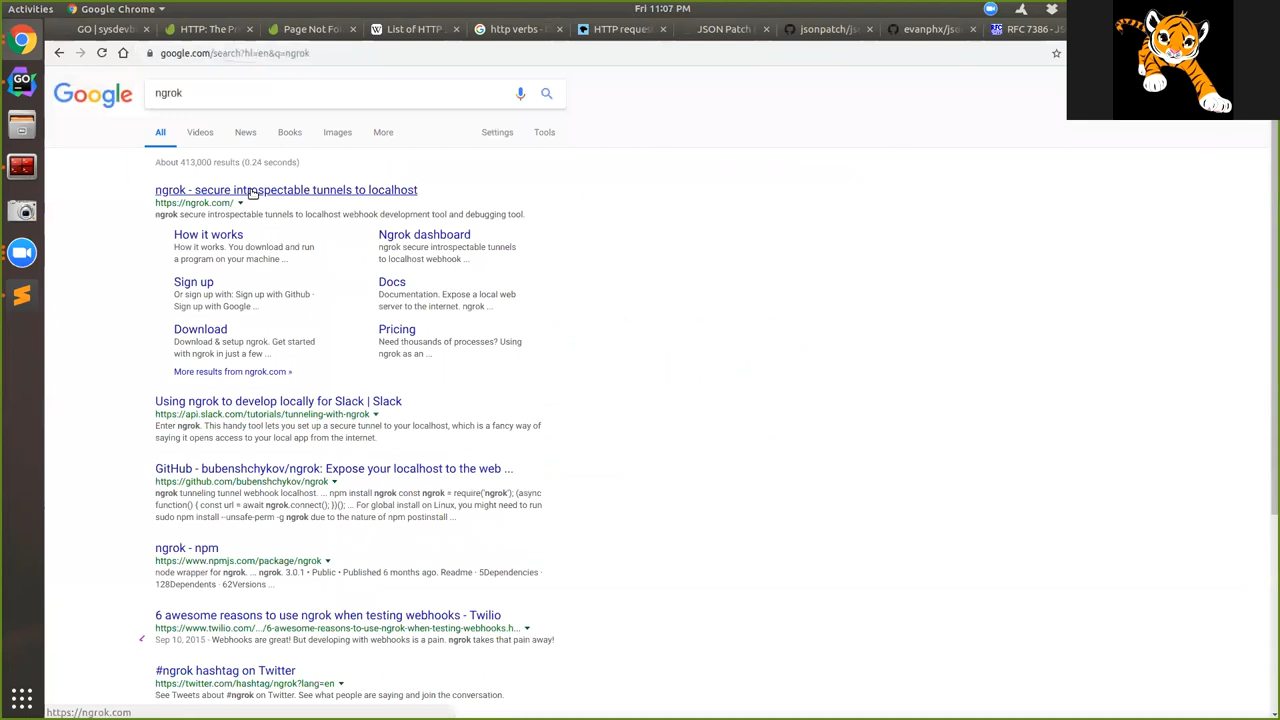 Activities
Google Chrome
Fri 11:07 PM
GO | sysdev
HTTP: The Pr
Page Not Fo
List of HTTP
http verbs -
HTTP reques
JSON Patch
jsonpatch/js
evanphx/jso
RFC 7386 - J
google.com/search?hl=en&q=ngrok
Google
ngrok
All
Videos
News
Books
Images
More
Settings
Tools
About 413,000 results (0.24 seconds)
ngrok - secure introspectable tunnels to localhost
https://ngrok.com/
ngrok secure introspectable tunnels to localhost webhook development tool and debugging tool.
How it works
How it works. You download and run
a program on your machine ...
Ngrok dashboard
ngrok secure introspectable tunnels
to localhost webhook ...
Sign up
Or sign up with: Sign up with Github ·
Sign up with Google ...
Docs
Documentation. Expose a local web
server to the internet. ngrok ...
Download
Download & setup ngrok. Get started
with ngrok in just a few ...
Pricing
Need thousands of processes? Using
ngrok as an ...
More results from ngrok.com »
Using ngrok to develop locally for Slack | Slack
https://api.slack.com/tutorials/tunneling-with-ngrok
Enter ngrok. This handy tool lets you set up a secure tunnel to your localhost, which is a fancy way of
saying it opens access to your local app from the internet.
GitHub - bubenshchykov/ngrok: Expose your localhost to the web ...
https://github.com/bubenshchykov/ngrok
ngrok tunneling tunnel webhook localhost. ... npm install ngrok const ngrok = require('ngrok'); (async
function() { const url = await ngrok.connect(); })(); ... For global install on Linux, you might need to run
sudo npm install --unsafe-perm -g ngrok due to the nature of npm postinstall ...
ngrok - npm
https://www.npmjs.com/package/ngrok
node wrapper for ngrok. ... ngrok. 3.0.1 • Public • Published 6 months ago. Readme · 5Dependencies ·
128Dependents · 62Versions ...
6 awesome reasons to use ngrok when testing webhooks - Twilio
https://www.twilio.com/.../6-awesome-reasons-to-use-ngrok-when-testing-webhooks.h...
Sep 10, 2015 - Webhooks are great! But developing with webhooks is a pain. ngrok takes that pain away!
#ngrok hashtag on Twitter
https://twitter.com/hashtag/ngrok?lang=en
See Tweets about #ngrok on Twitter. See what people are saying and join the conversation.
https://ngrok.com